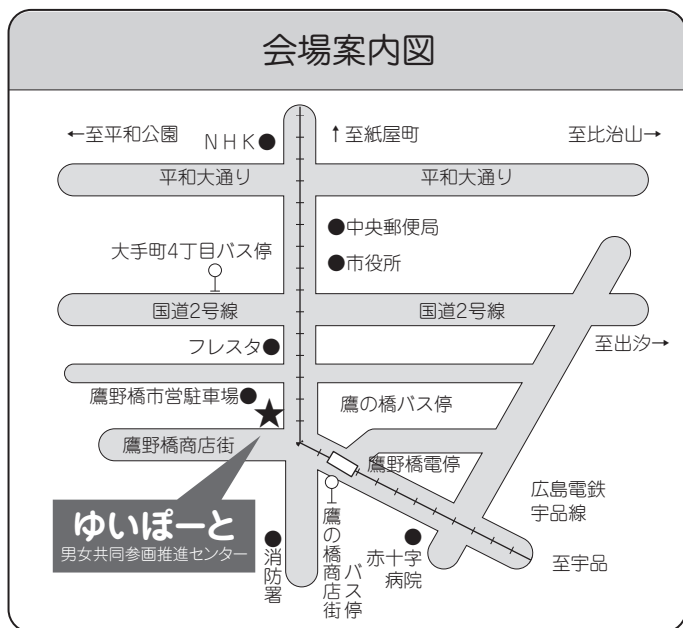 会場案内図
←至平和公園
NHK●
↑至紙屋町
至比治山→
平和大通り
平和大通り
●中央郵便局
大手町4丁目バス停
●市役所
国道2号線
国道2号線
フレスタ●
至出汐→
鷹野橋市営駐車場●
★
鷹の橋バス停
鷹野橋商店街
鷹野橋電停
広島電鉄
宇品線
ゆいぽーと
男女共同参画推進センター
●消防署
鷹の橋商店街
バス停
●
赤十字
病院
至宇品